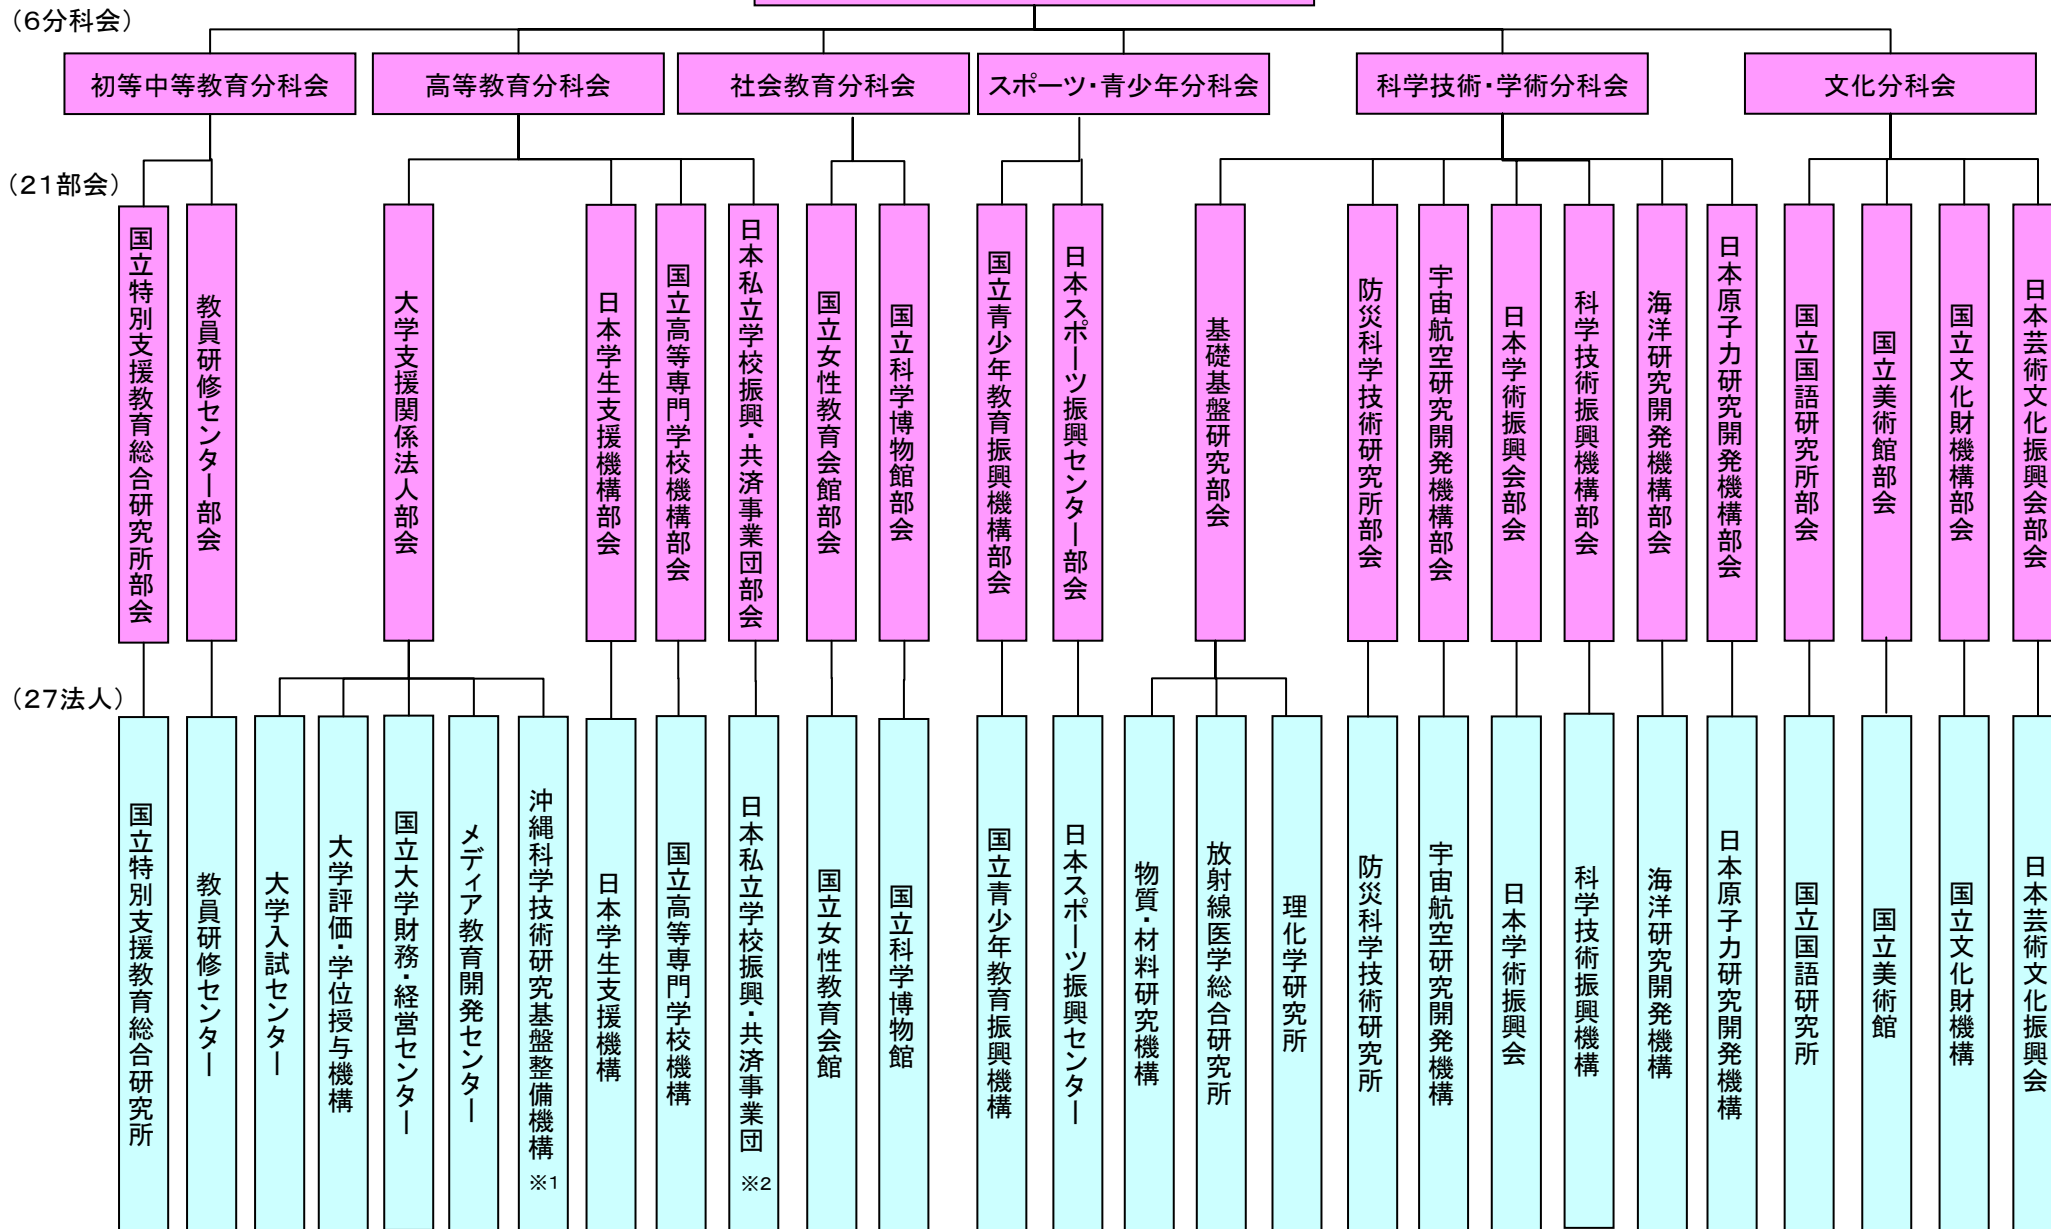 （6分科会）
初等中等教育分科会
高等教育分科会
社会教育分科会
スポーツ・青少年分科会
科学技術・学術分科会
文化分科会
（21部会）
国立特別支援教育総合研究所部会
教員研修センター部会
大学支援関係法人部会
日本学生支援機構部会
国立高等専門学校機構部会
日本私立学校振興・共済事業団部会
国立女性教育会館部会
国立科学博物館部会
国立青少年教育振興機構部会
日本スポーツ振興センター部会
基礎基盤研究部会
防災科学技術研究所部会
宇宙航空研究開発機構部会
日本学術振興会部会
科学技術振興機構部会
海洋研究開発機構部会
日本原子力研究開発機構部会
国立国語研究所部会
国立美術館部会
国立文化財機構部会
日本芸術文化振興会部会
（27法人）
国立特別支援教育総合研究所
教員研修センター
大学入試センター
大学評価・学位授与機構
国立大学財務・経営センター
メディア教育開発センター
沖縄科学技術研究基盤整備機構
※1
日本学生支援機構
国立高等専門学校機構
日本私立学校振興・共済事業団
※2
国立女性教育会館
国立科学博物館
国立青少年教育振興機構
日本スポーツ振興センター
物質・材料研究機構
放射線医学総合研究所
理化学研究所
防災科学技術研究所
宇宙航空研究開発機構
日本学術振興会
科学技術振興機構
海洋研究開発機構
日本原子力研究開発機構
国立国語研究所
国立美術館
国立文化財機構
日本芸術文化振興会